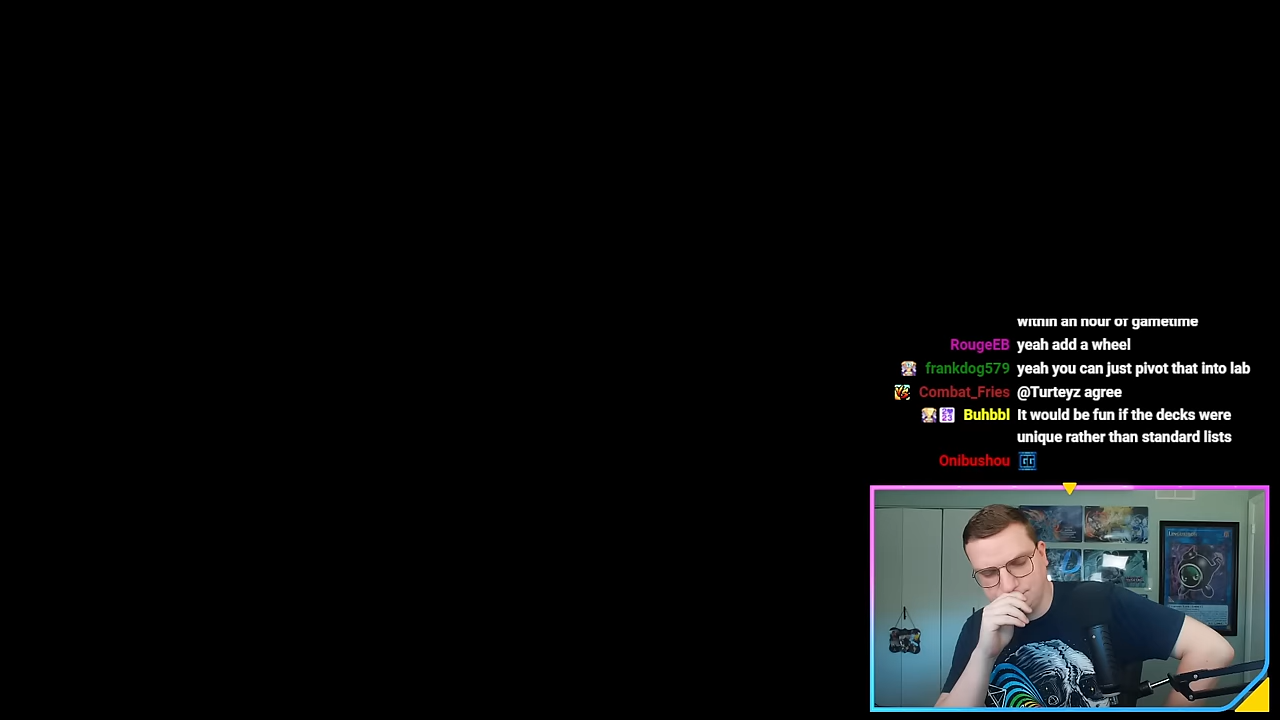 within an hour of gametime
RougeEB yeah add a wheel
frankdog579 yeah you can just pivot that into lab
Combat_Fries @Turteyz agree
Buhbbl It would be fun if the decks were
unique rather than standard lists
Onibushou GG